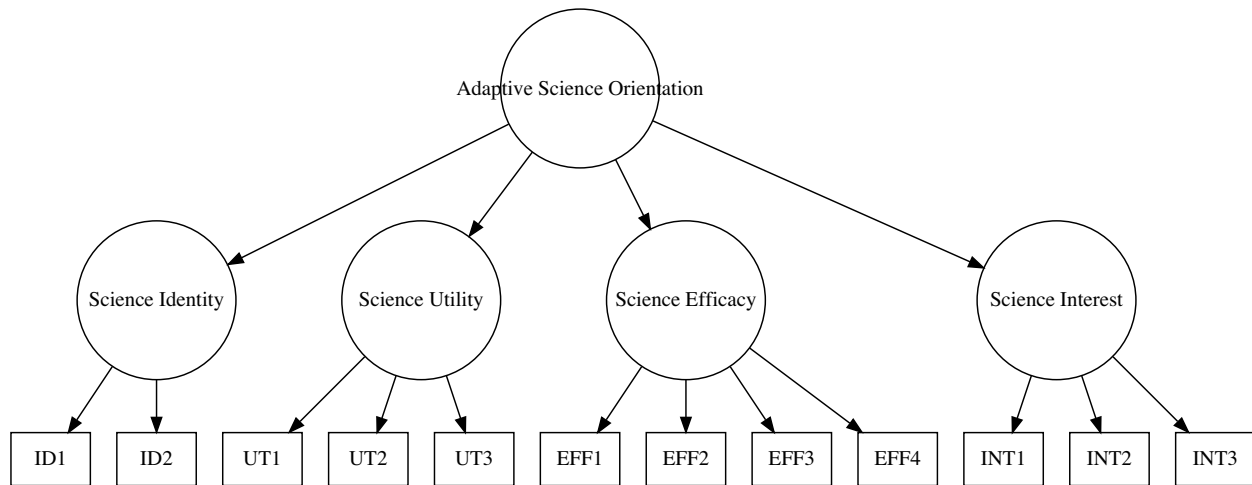 Adaptive Science Orientation
Science Identity
Science Utility
Science Efficacy
Science Interest
ID1
ID2
UT1
UT2
UT3
EFF1
EFF2
EFF3
EFF4
INT1
INT2
INT3